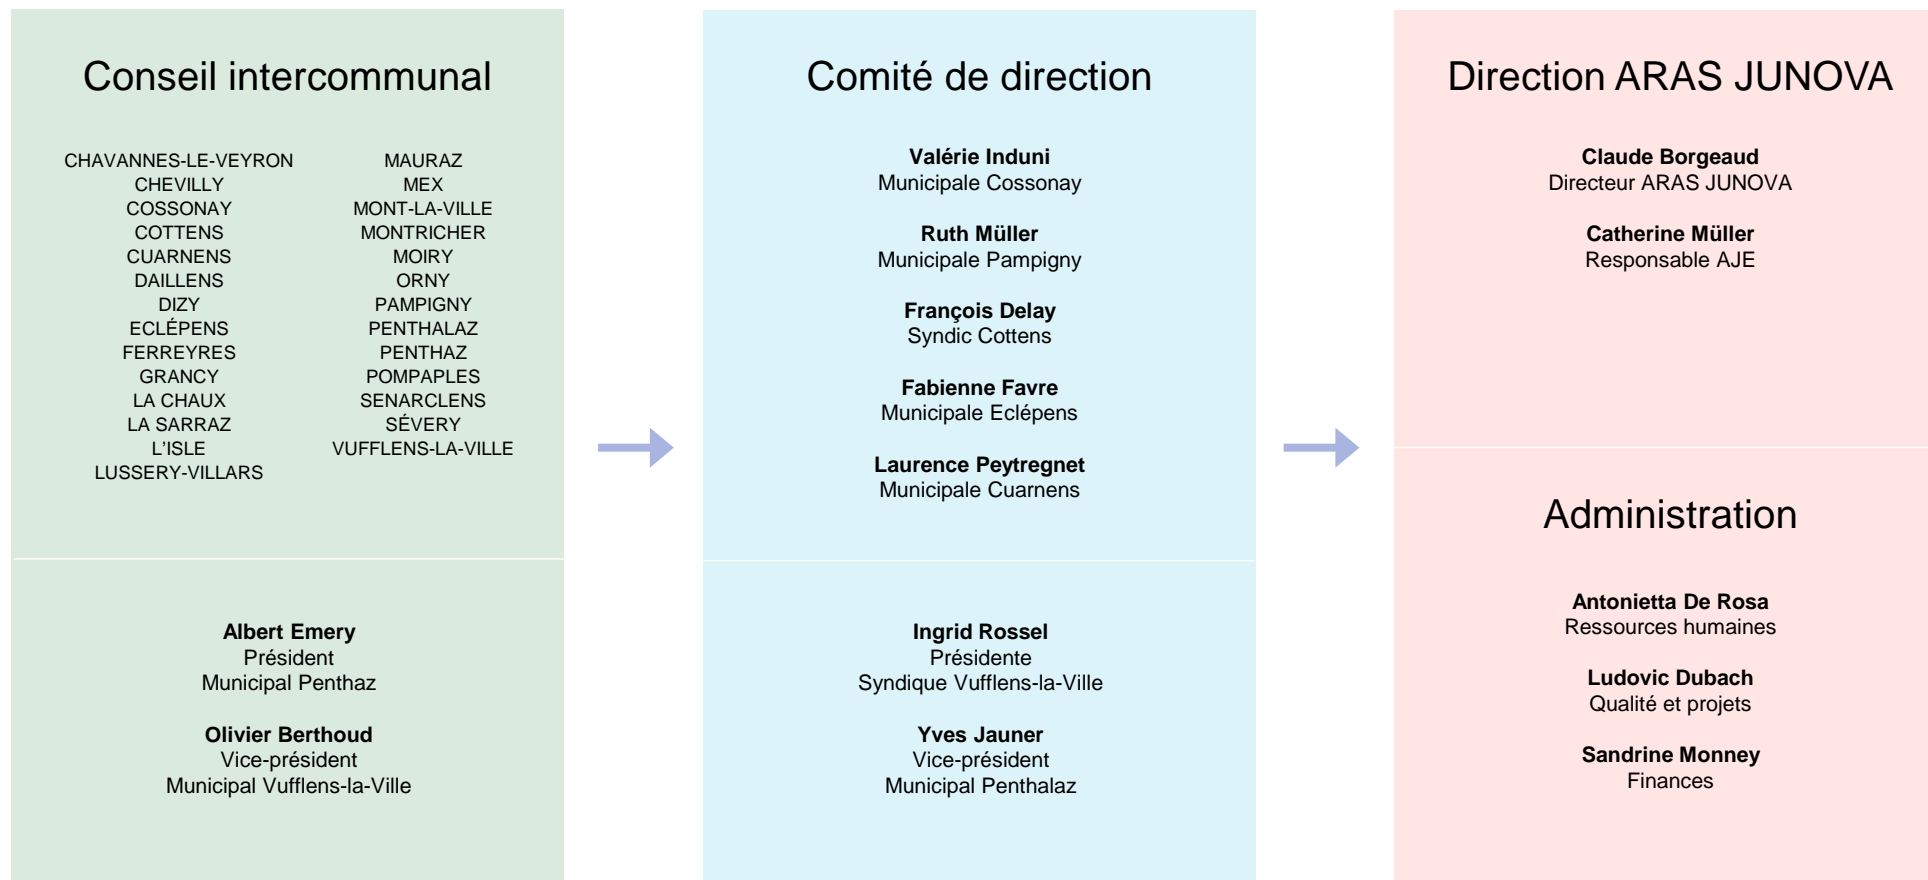 Conseil intercommunal
CHAVANNES-LE-VEYRON
CHEVILLY
COSSONAY
COTTENS
CUARNENS
DAILLENS
DIZY
ECLÉPENS
FERREYRES
GRANCY
LA CHAUX
LA SARRAZ
L’ISLE
LUSSERY-VILLARS
MAURAZ
MEX
MONT-LA-VILLE
MONTRICHER
MOIRY
ORNY
PAMPIGNY
PENTHALAZ
PENTHAZ
POMPAPLES
SENARCLENS
SÉVERY
VUFFLENS-LA-VILLE
Albert Emery
Président
Municipal Penthaz
Olivier Berthoud
Vice-président
Municipal Vufflens-la-Ville
Comité de direction
Valérie Induni
Municipale Cossonay
Ruth Müller
Municipale Pampigny
François Delay
Syndic Cottens
Fabienne Favre
Municipale Eclépens
Laurence Peytregnet
Municipale Cuarnens
Ingrid Rossel
Présidente
Syndique Vufflens-la-Ville
Yves Jauner
Vice-président
Municipal Penthalaz
Direction ARAS JUNOVA
Claude Borgeaud
Directeur ARAS JUNOVA
Catherine Müller
Responsable AJE
Administration
Antonietta De Rosa
Ressources humaines
Ludovic Dubach
Qualité et projets
Sandrine Monney
Finances